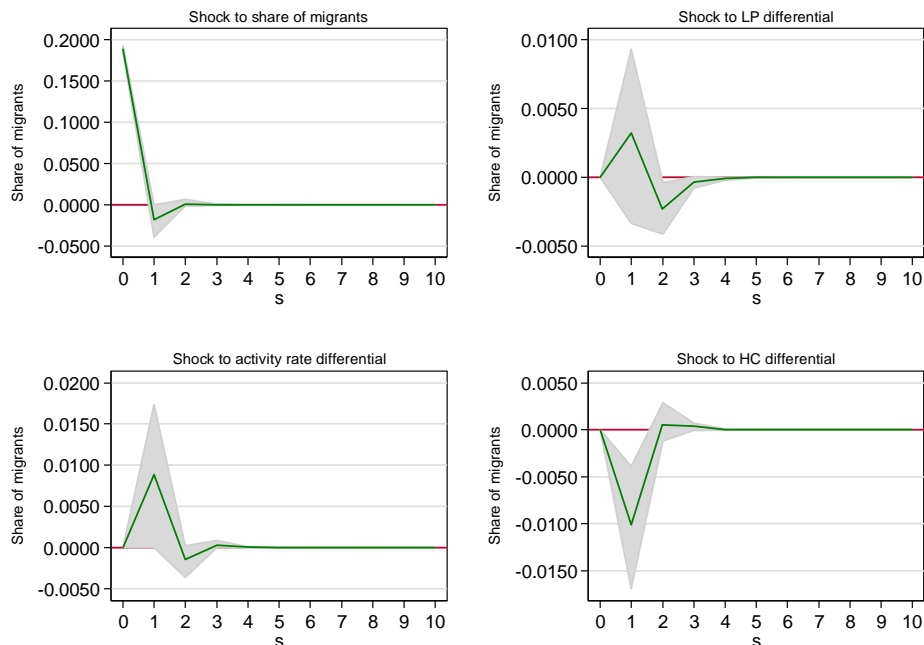 Shock to share of migrants
Share of migrants
0.2000
0.1500
0.1000
0.0500
0.0000
-0.0500
0 1 2 3 4 5 6 7 8 9 10
s
Shock to LP differential
Share of migrants
0.0100
0.0050
0.0000
-0.0050
0 1 2 3 4 5 6 7 8 9 10
s
Shock to activity rate differential
Share of migrants
0.0200
0.0150
0.0100
0.0050
0.0000
-0.0050
0 1 2 3 4 5 6 7 8 9 10
s
Shock to HC differential
Share of migrants
0.0050
0.0000
-0.0050
-0.0100
-0.0150
0 1 2 3 4 5 6 7 8 9 10
s